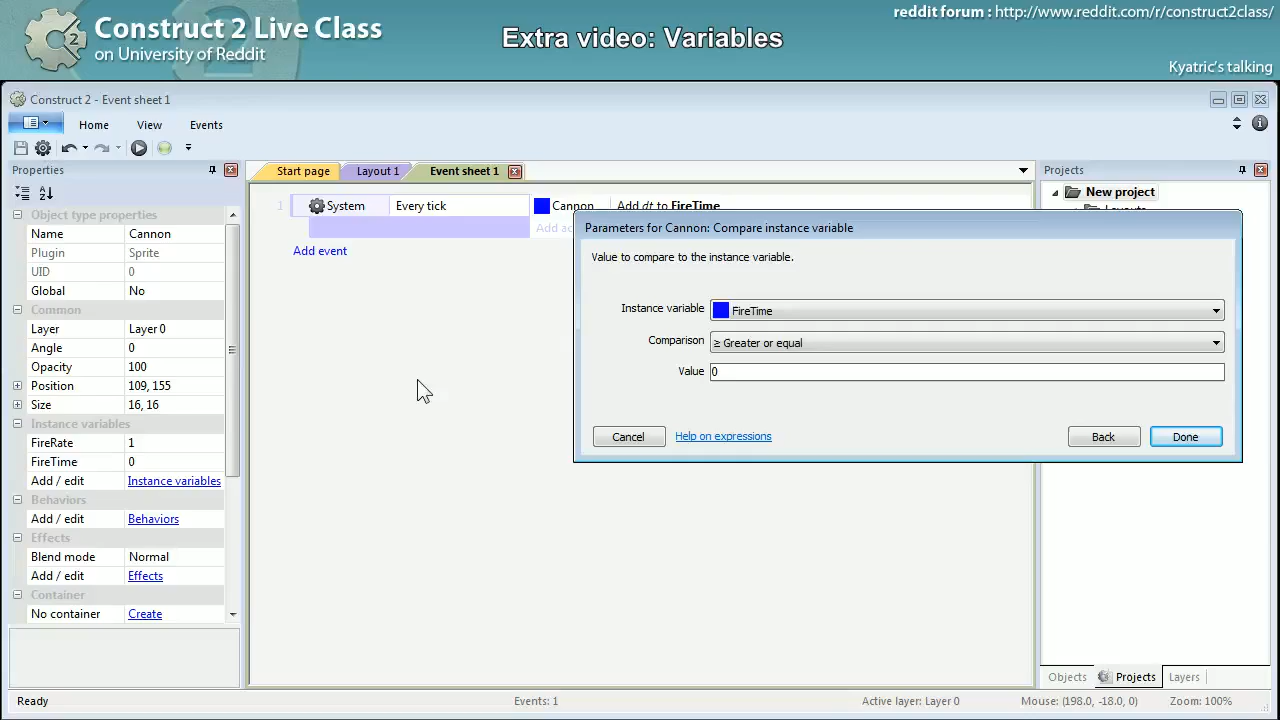 Construct 2 Live Class
on University of Reddit
Extra video: Variables
reddit forum : http://www.reddit.com/r/construct2class/
Kyatric's talking
Construct 2 - Event sheet 1
Home View Events
Properties
Start page Layout 1 Event sheet 1
Projects
Object type properties
Name Cannon
Plugin Sprite
UID 0
Global No
Common
Layer Layer 0
Angle 0
Opacity 100
Position 109, 155
Size 16, 16
Instance variables
FireRate 1
FireTime 0
Add / edit Instance variables
Behaviors
Add / edit Behaviors
Effects
Blend mode Normal
Add / edit Effects
Container
No container Create
1 System Every tick Cannon Add dt to FireTime
Add ac
Add event
New project
Parameters for Cannon: Compare instance variable
Value to compare to the instance variable.
Instance variable FireTime
Comparison ≥ Greater or equal
Value 0
Cancel Help on expressions Back Done
Objects Projects Layers
Ready Events: 1 Active layer: Layer 0 Mouse: (198.0, -18.0, 0) Zoom: 100%